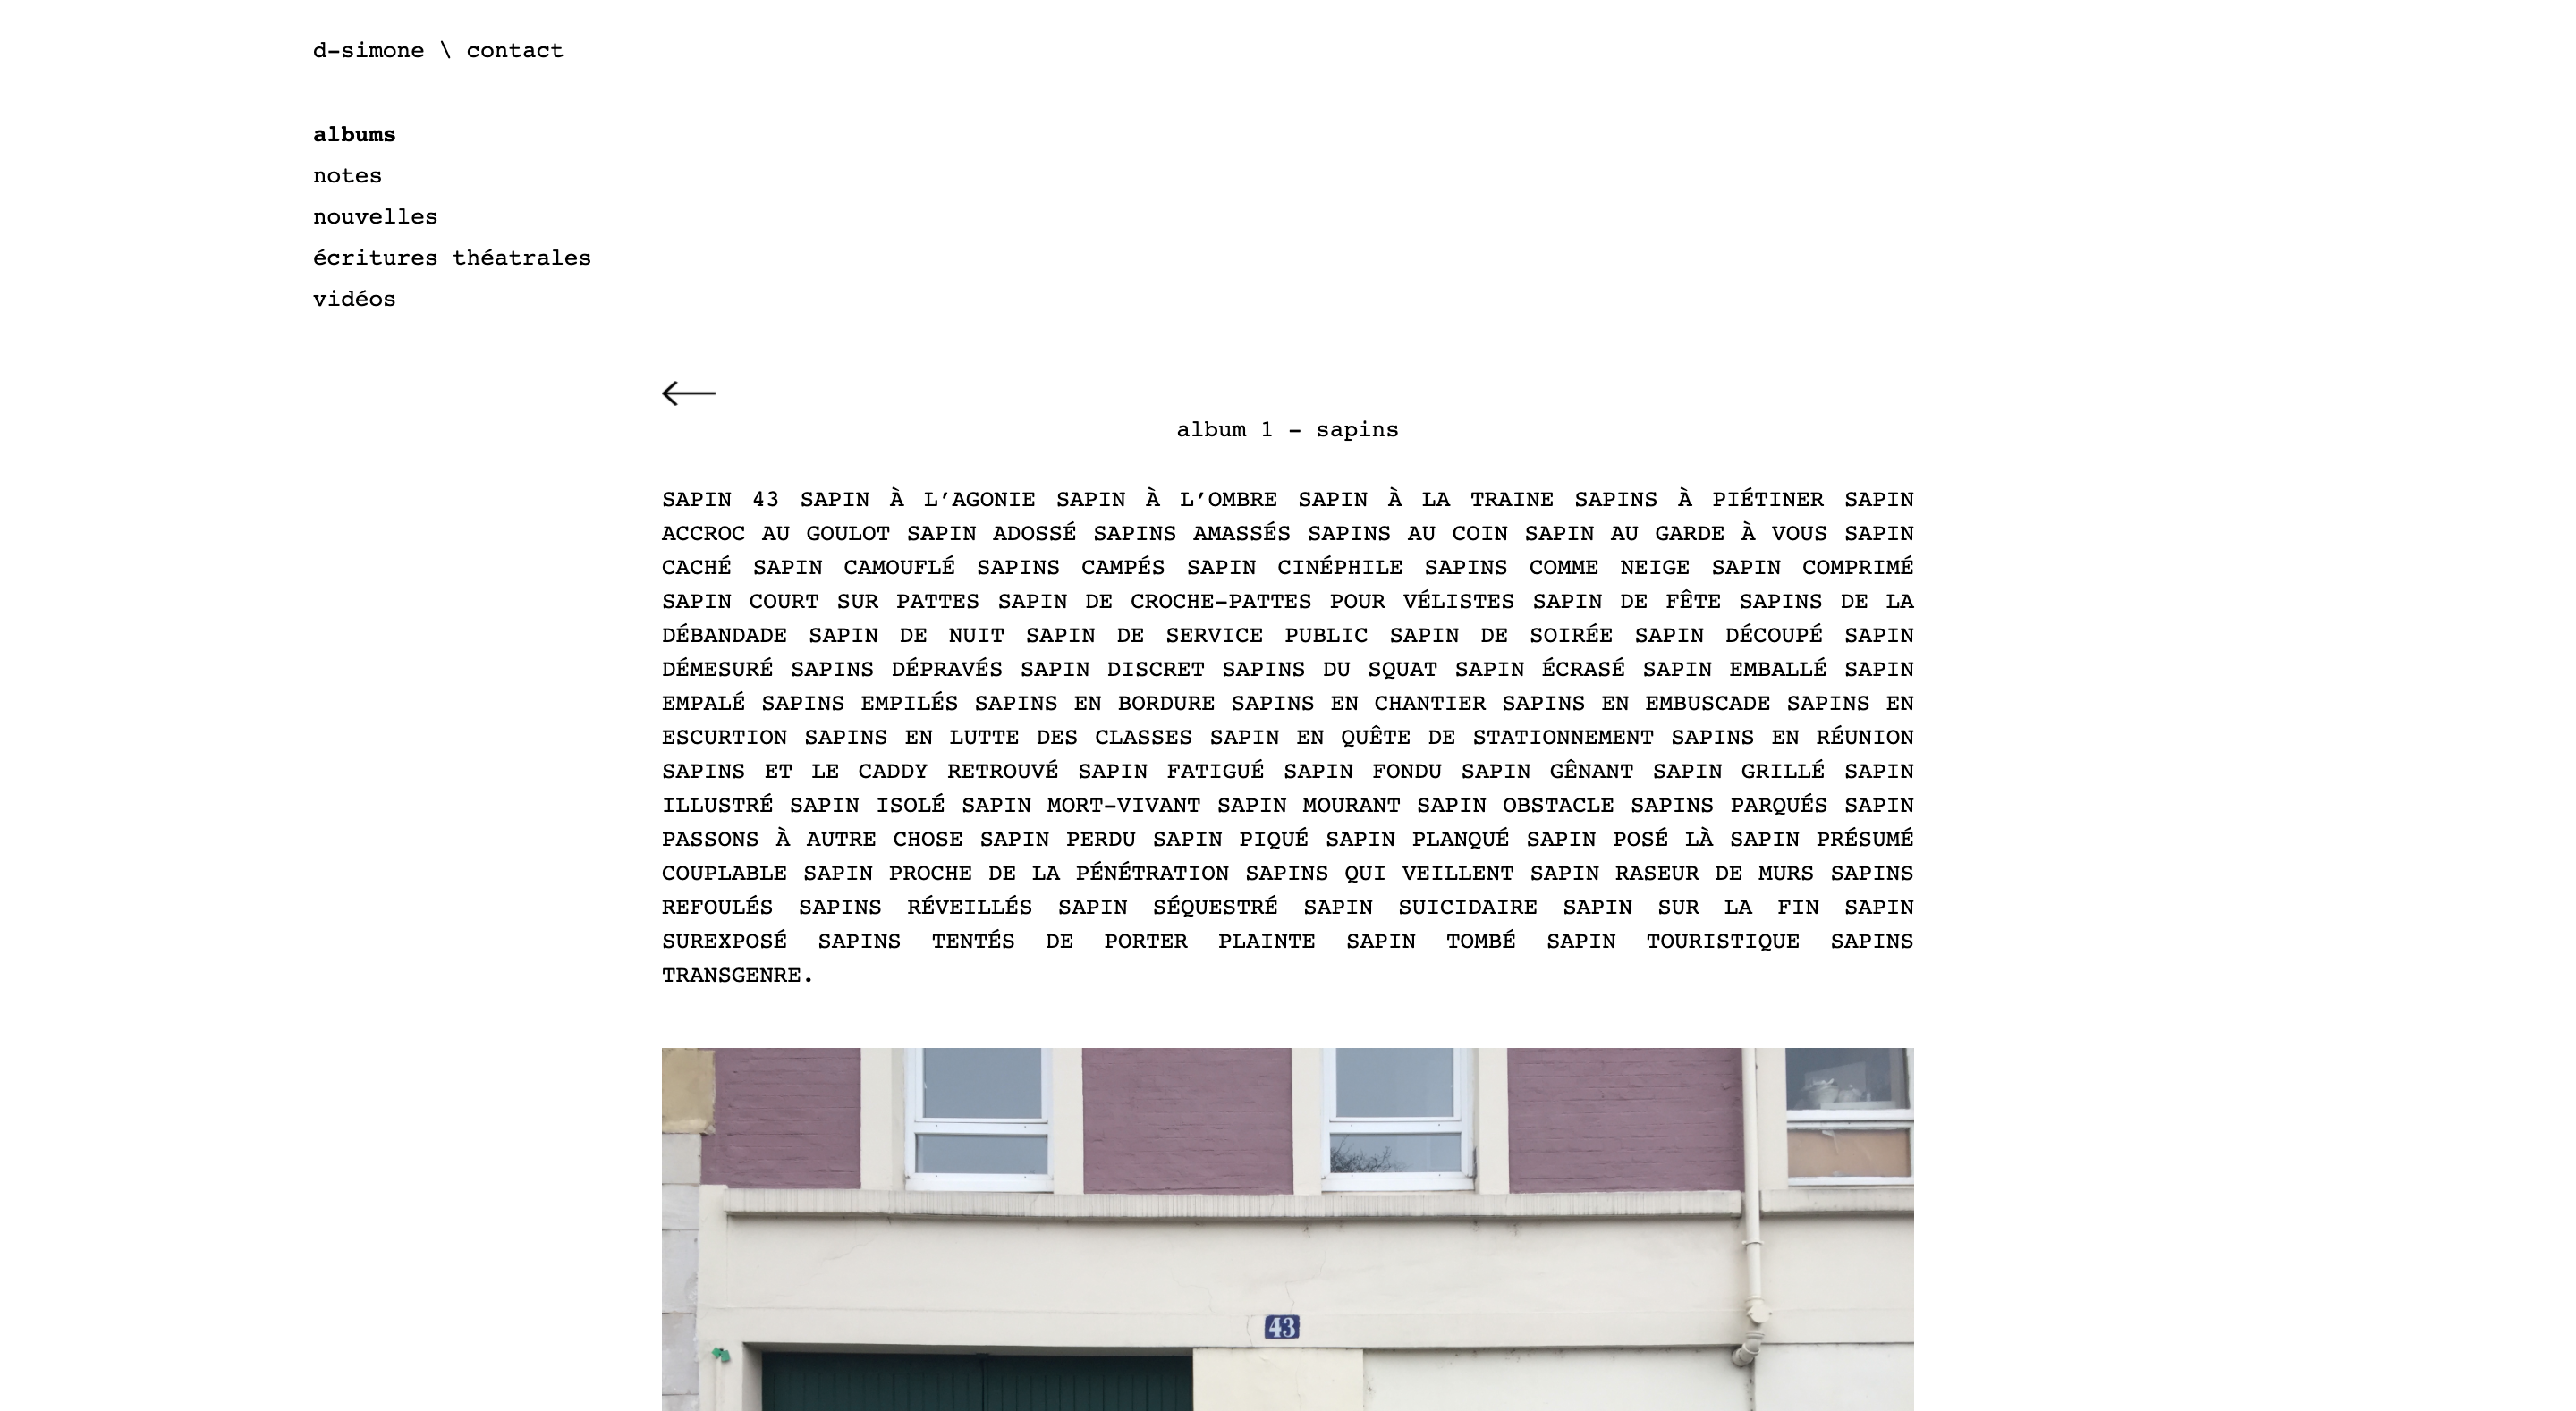 d-simone \ contact
albums
notes
nouvelles
écritures théatrales
vidéos
album 1 - sapins
SAPIN 43 SAPIN À L’AGONIE SAPIN À L’OMBRE SAPIN À LA TRAINE SAPINS À PIÉTINER SAPIN
ACCROC AU GOULOT SAPIN ADOSSÉ SAPINS AMASSÉS SAPINS AU COIN SAPIN AU GARDE À VOUS SAPIN
CACHÉ SAPIN CAMOUFLÉ SAPINS CAMPÉS SAPIN CINÉPHILE SAPINS COMME NEIGE SAPIN COMPRIMÉ
SAPIN COURT SUR PATTES SAPIN DE CROCHE-PATTES POUR VÉLISTES SAPIN DE FÊTE SAPINS DE LA
DÉBANDADE SAPIN DE NUIT SAPIN DE SERVICE PUBLIC SAPIN DE SOIRÉE SAPIN DÉCOUPÉ SAPIN
DÉMESURÉ SAPINS DÉPRAVÉS SAPIN DISCRET SAPINS DU SQUAT SAPIN ÉCRASÉ SAPIN EMBALLÉ SAPIN
EMPALÉ SAPINS EMPILÉS SAPINS EN BORDURE SAPINS EN CHANTIER SAPINS EN EMBUSCADE SAPINS EN
ESCURTION SAPINS EN LUTTE DES CLASSES SAPIN EN QUÊTE DE STATIONNEMENT SAPINS EN RÉUNION
SAPINS ET LE CADDY RETROUVÉ SAPIN FATIGUÉ SAPIN FONDU SAPIN GÊNANT SAPIN GRILLÉ SAPIN
ILLUSTRÉ SAPIN ISOLÉ SAPIN MORT-VIVANT SAPIN MOURANT SAPIN OBSTACLE SAPINS PARQUÉS SAPIN
PASSONS À AUTRE CHOSE SAPIN PERDU SAPIN PIQUÉ SAPIN PLANQUÉ SAPIN POSÉ LÀ SAPIN PRÉSUMÉ
COUPLABLE SAPIN PROCHE DE LA PÉNÉTRATION SAPINS QUI VEILLENT SAPIN RASEUR DE MURS SAPINS
REFOULÉS SAPINS RÉVEILLÉS SAPIN SÉQUESTRÉ SAPIN SUICIDAIRE SAPIN SUR LA FIN SAPIN
SUREXPOSÉ SAPINS TENTÉS DE PORTER PLAINTE SAPIN TOMBÉ SAPIN TOURISTIQUE SAPINS
TRANSGENRE.
43